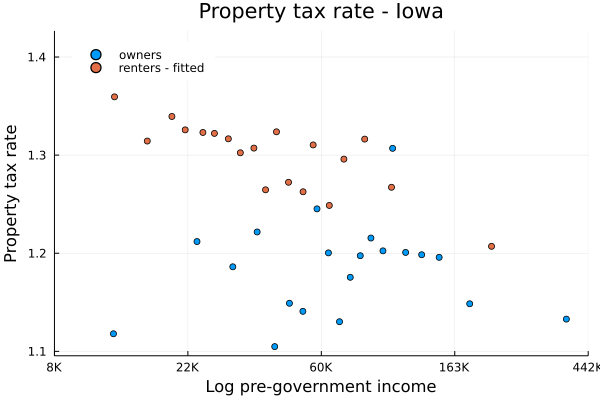 Property tax rate - Iowa
owners
renters - fitted
Property tax rate
1.4
1.3
1.2
1.1
8K 22K 60K 163K 442K
Log pre-government income